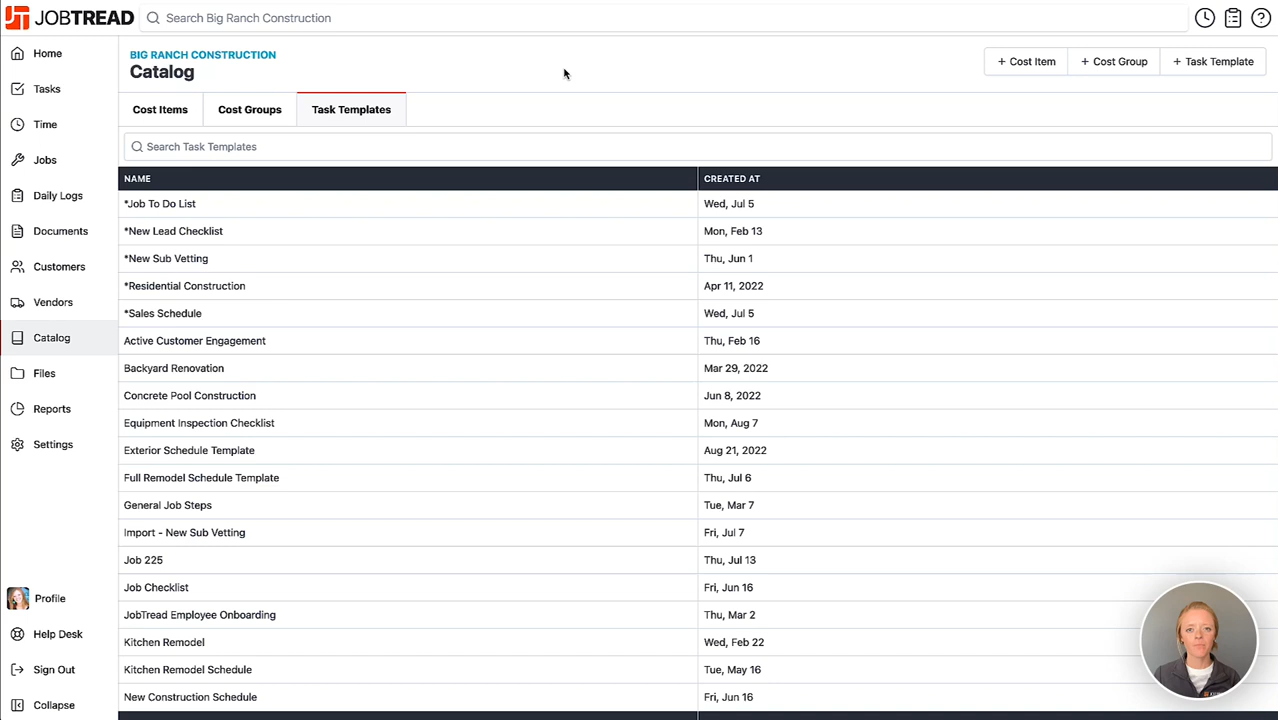 JOBTREAD
Search Big Ranch Construction
Home
Tasks
Time
Jobs
Daily Logs
Documents
Customers
Vendors
Catalog
Files
Reports
Settings
Profile
Help Desk
Sign Out
Collapse
BIG RANCH CONSTRUCTION
Catalog
+ Cost Item
+ Cost Group
+ Task Template
Cost Items
Cost Groups
Task Templates
Search Task Templates
NAME CREATED AT
*Job To Do List Wed, Jul 5
*New Lead Checklist Mon, Feb 13
*New Sub Vetting Thu, Jun 1
*Residential Construction Apr 11, 2022
*Sales Schedule Wed, Jul 5
Active Customer Engagement Thu, Feb 16
Backyard Renovation Mar 29, 2022
Concrete Pool Construction Jun 8, 2022
Equipment Inspection Checklist Mon, Aug 7
Exterior Schedule Template Aug 21, 2022
Full Remodel Schedule Template Thu, Jul 6
General Job Steps Tue, Mar 7
Import - New Sub Vetting Fri, Jul 7
Job 225 Thu, Jul 13
Job Checklist Fri, Jun 16
JobTread Employee Onboarding Thu, Mar 2
Kitchen Remodel Wed, Feb 22
Kitchen Remodel Schedule Tue, May 16
New Construction Schedule Fri, Jun 16